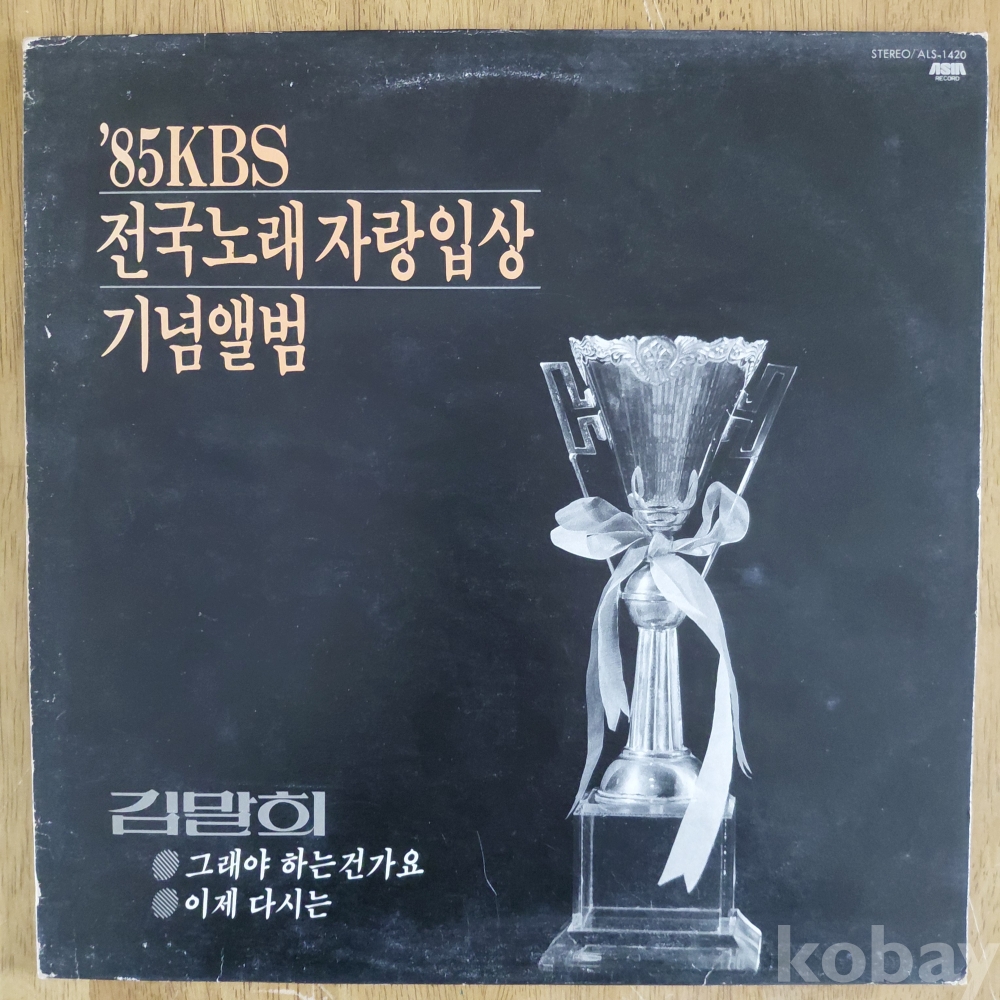 STEREO/ALS-1420
ASIA
RECORD
'85KBS
전국노래자랑입상
기념앨범
김말희
그래야 하는건가요
이제 다시는
kobay